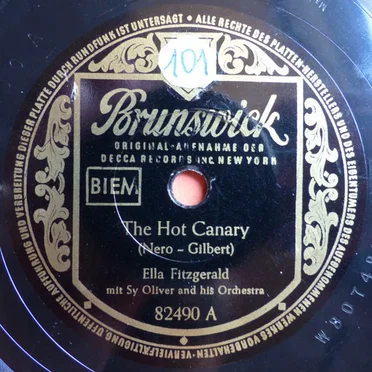 ALLE RECHTE DES PLATTEN-HERSTELLERS UND DES EIGENTÜMERS DES AUFGENOMMENEN WERKES VORBEHALTEN • VERVIELFÄLTIGUNG, ÖFFENTLICHE AUFFÜHRUNG UND VERBREITUNG DIESER PLATTE DURCH RUNDFUNK IST UNTERSAGT •
101
Brunswick
ORIGINAL-AUFNAHME DER
DECCA RECORDS INC. NEW YORK
BIEM
The Hot Canary
(Nero - Gilbert)
Ella Fitzgerald
mit Sy Oliver and his Orchestra
82490 A